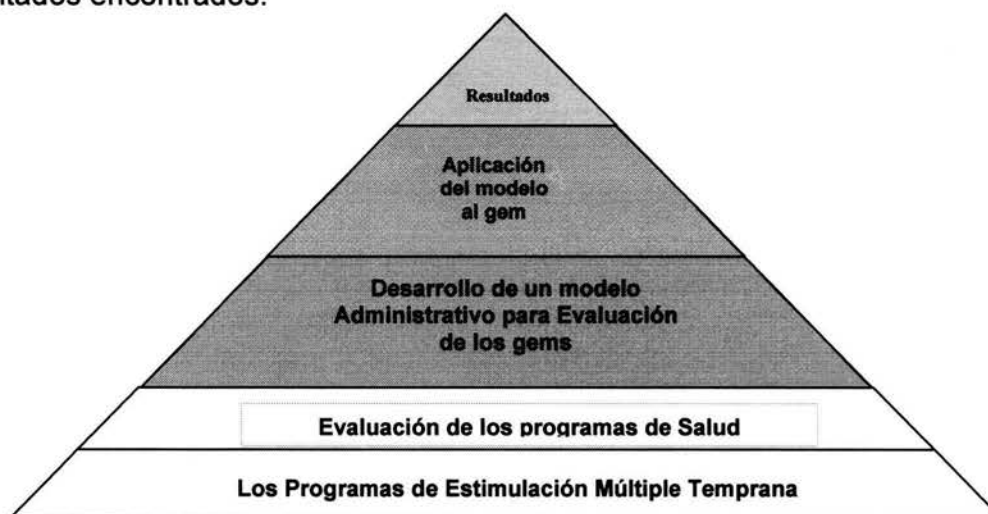 encontrados.
Resultados
Aplicación
del modelo
al gem
Desarrollo de un modelo
Administrativo para Evaluación
de los gems
Evaluación de los programas de Salud
Los Programas de Estimulación Múltiple Temprana